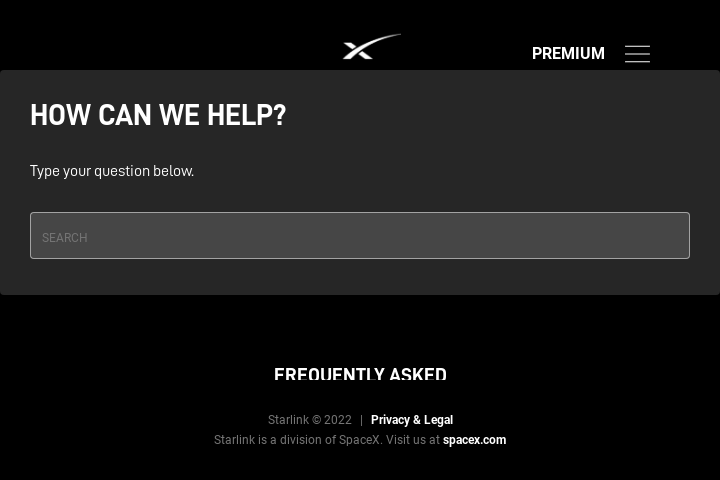 PREMIUM
HOW CAN WE HELP?
Type your question below.
SEARCH
FREQUENTLY ASKED
Starlink © 2022 | Privacy & Legal
Starlink is a division of SpaceX. Visit us at spacex.com